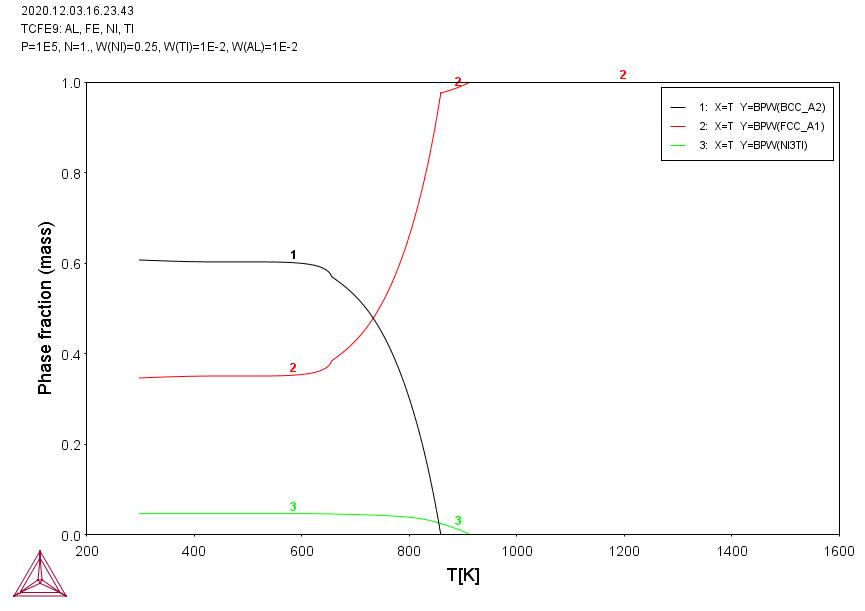 2020.12.03.16.23.43
TCFE9: AL, FE, NI, TI
P=1E5, N=1., W(NI)=0.25, W(TI)=1E-2, W(AL)=1E-2
2
2
1.0
1: X=T Y=BPW(BCC_A2)
2: X=T Y=BPW(FCC_A1)
3: X=T Y=BPW(NI3TI)
0.8
Phase fraction (mass)
0.6
1
0.4
2
0.2
3
3
0.0
200 400 600 800 1000 1200 1400 1600
T[K]